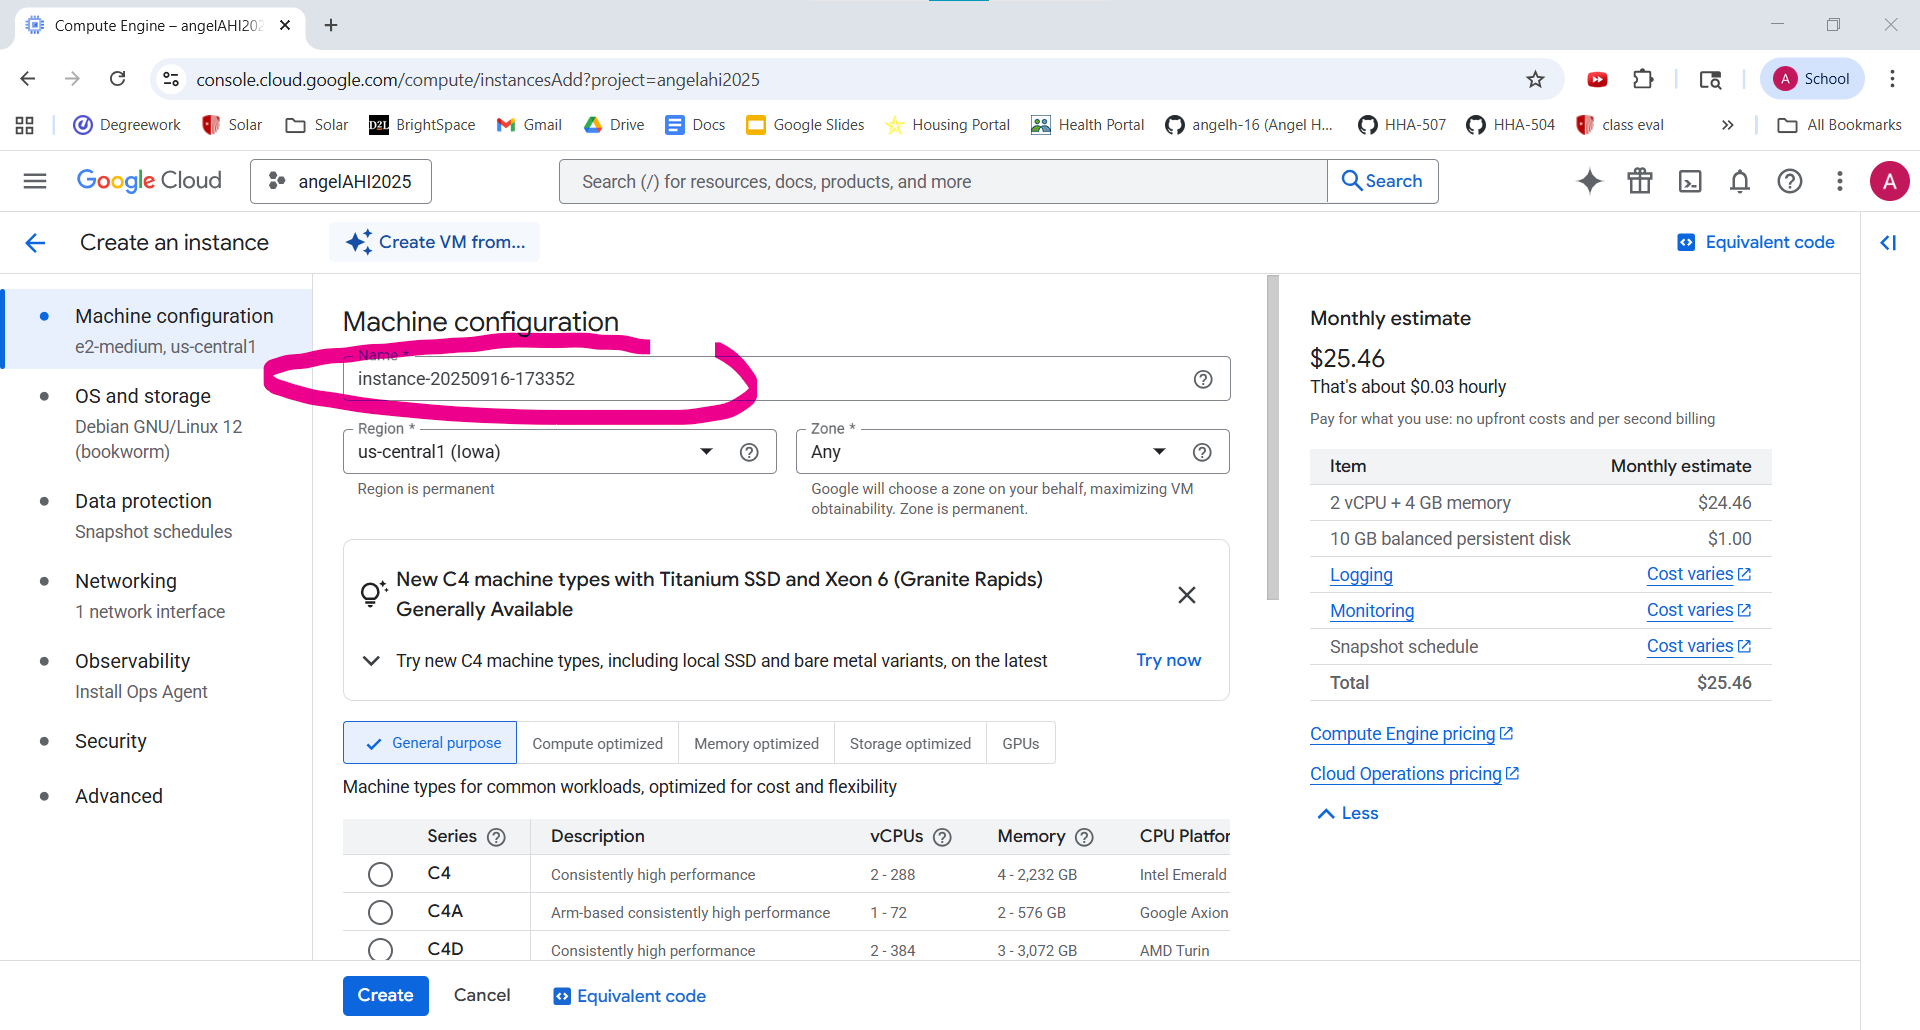 Compute Engine – angelAHI202
console.cloud.google.com/compute/instancesAdd?project=angelahi2025
A School
Degreework
Solar
Solar
D2L BrightSpace
Gmail
Drive
Docs
Google Slides
Housing Portal
Health Portal
angelh-16 (Angel H...
HHA-507
HHA-504
class eval
All Bookmarks
Google Cloud
angelAHI2025
Search (/) for resources, docs, products, and more
Search
A
Create an instance
Create VM from...
Equivalent code
Machine configuration
e2-medium, us-central1
OS and storage
Debian GNU/Linux 12
(bookworm)
Data protection
Snapshot schedules
Networking
1 network interface
Observability
Install Ops Agent
Security
Advanced
Machine configuration
Name *
instance-20250916-173352
Region *
us-central1 (Iowa)
Region is permanent
Zone *
Any
Google will choose a zone on your behalf, maximizing VM
obtainability. Zone is permanent.
New C4 machine types with Titanium SSD and Xeon 6 (Granite Rapids)
Generally Available
Try new C4 machine types, including local SSD and bare metal variants, on the latest
Try now
General purpose
Compute optimized
Memory optimized
Storage optimized
GPUs
Machine types for common workloads, optimized for cost and flexibility
Series Description vCPUs Memory CPU Platfor
C4 Consistently high performance 2 - 288 4 - 2,232 GB Intel Emerald
C4A Arm-based consistently high performance 1 - 72 2 - 576 GB Google Axion
C4D Consistently high performance 2 - 384 3 - 3,072 GB AMD Turin
Create
Cancel
Equivalent code
Monthly estimate
$25.46
That's about $0.03 hourly
Pay for what you use: no upfront costs and per second billing
Item Monthly estimate
2 vCPU + 4 GB memory $24.46
10 GB balanced persistent disk $1.00
Logging Cost varies
Monitoring Cost varies
Snapshot schedule Cost varies
Total $25.46
Compute Engine pricing
Cloud Operations pricing
Less